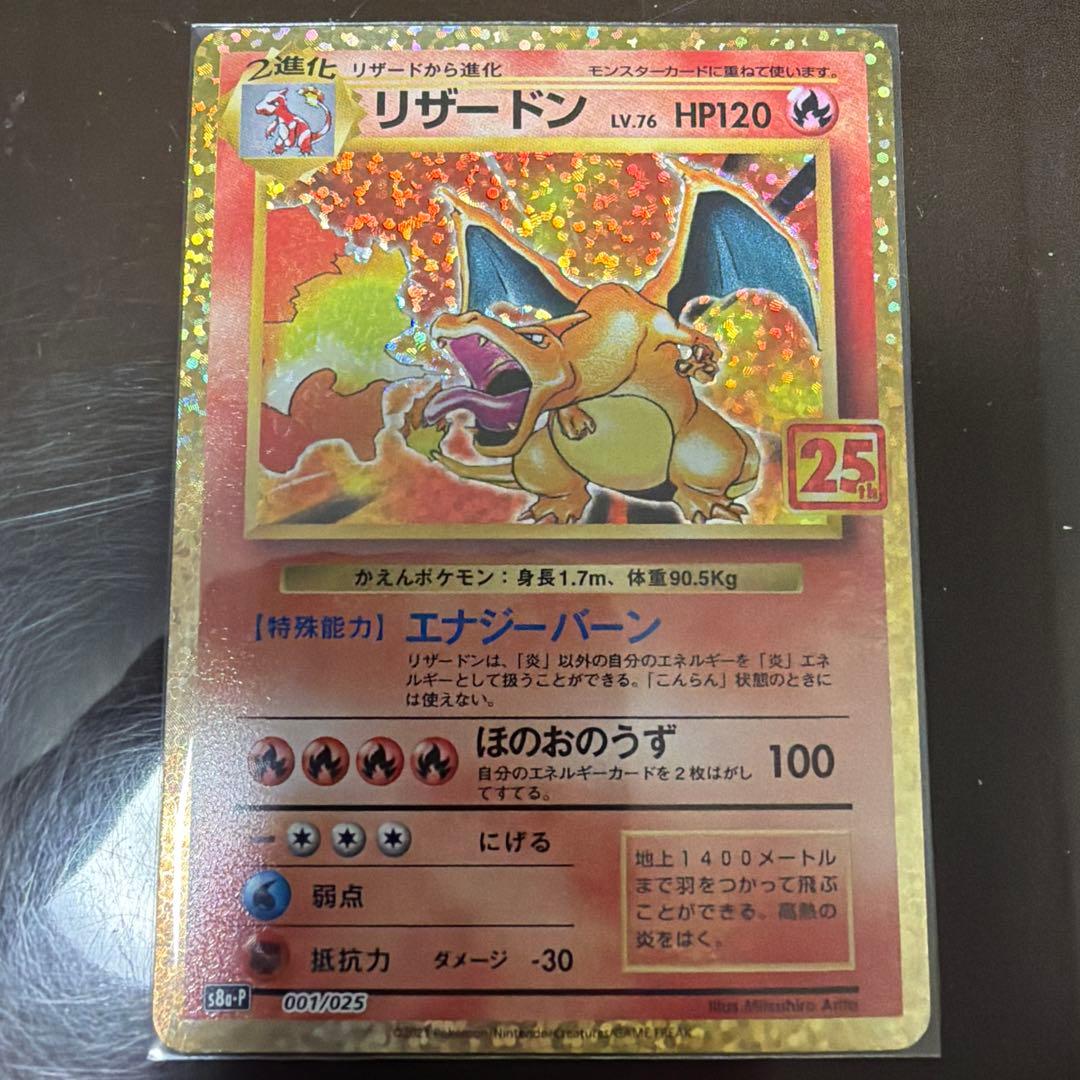 2進化 リザードから進化 モンスターカードに重ねて使います。
リザードン LV.76 HP120
25th
かえんポケモン：身長1.7m、体重90.5Kg
【特殊能力】 エナジーバーン
リザードンは、「炎」以外の自分のエネルギーを「炎」エネ
ルギーとして扱うことができる。「こんらん」状態のときに
は使えない。
ほのおのうず 100
自分のエネルギーカードを2枚はがし
てすてる。
にげる
弱点
抵抗力 ダメージ -30
地上1400メートル
まで羽をつかって飛ぶ
ことができる。高熱の
炎をはく。
s8a-P 001/025
Illus.Mitsuhiro Arita
©2021 Pokémon/Nintendo/Creatures/GAME FREAK